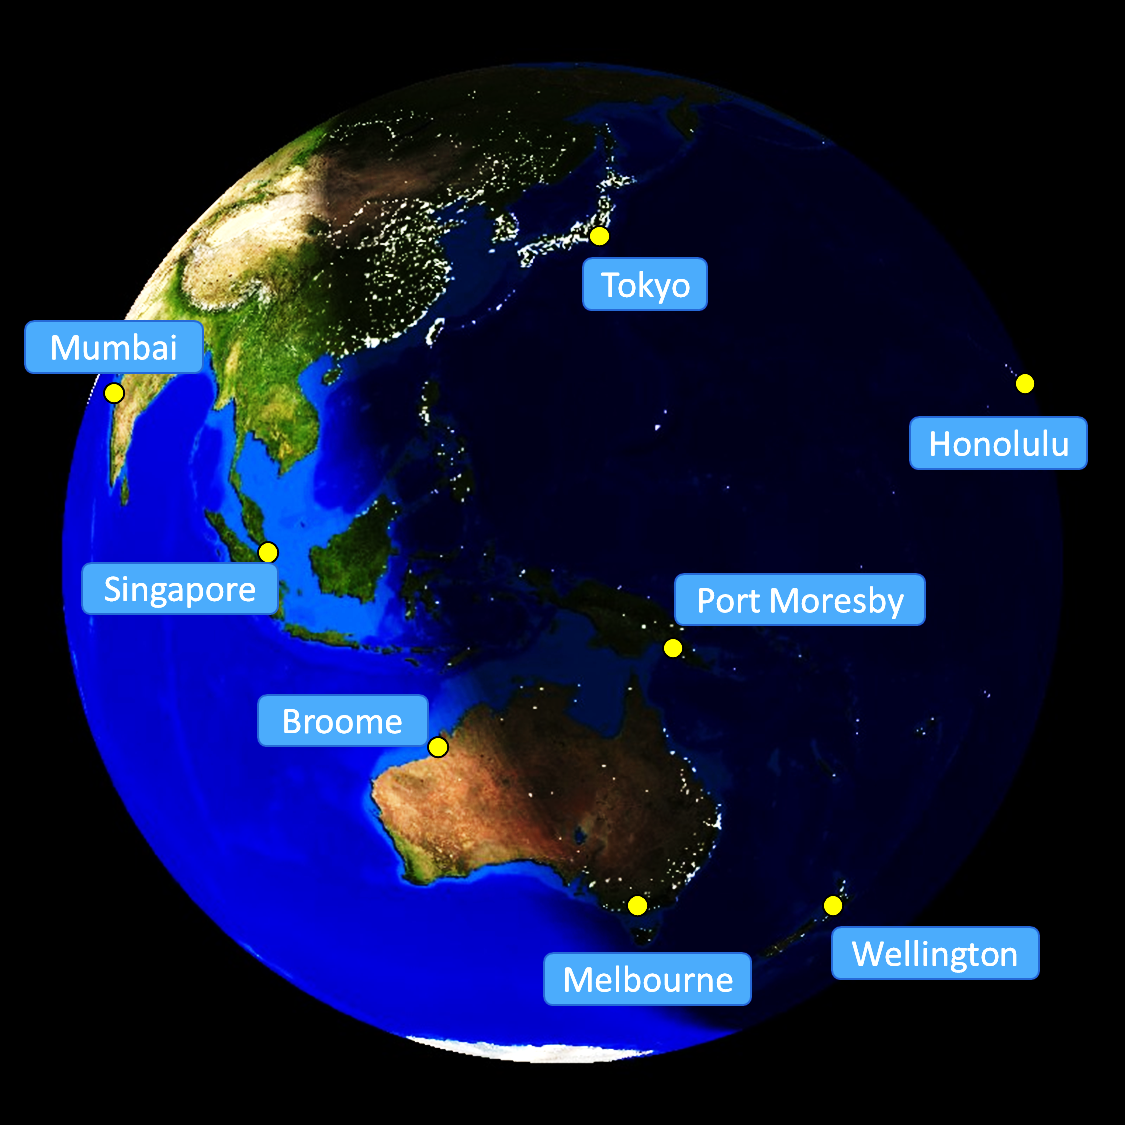 Tokyo
Mumbai
Honolulu
Singapore
Port Moresby
Broome
Wellington
Melbourne